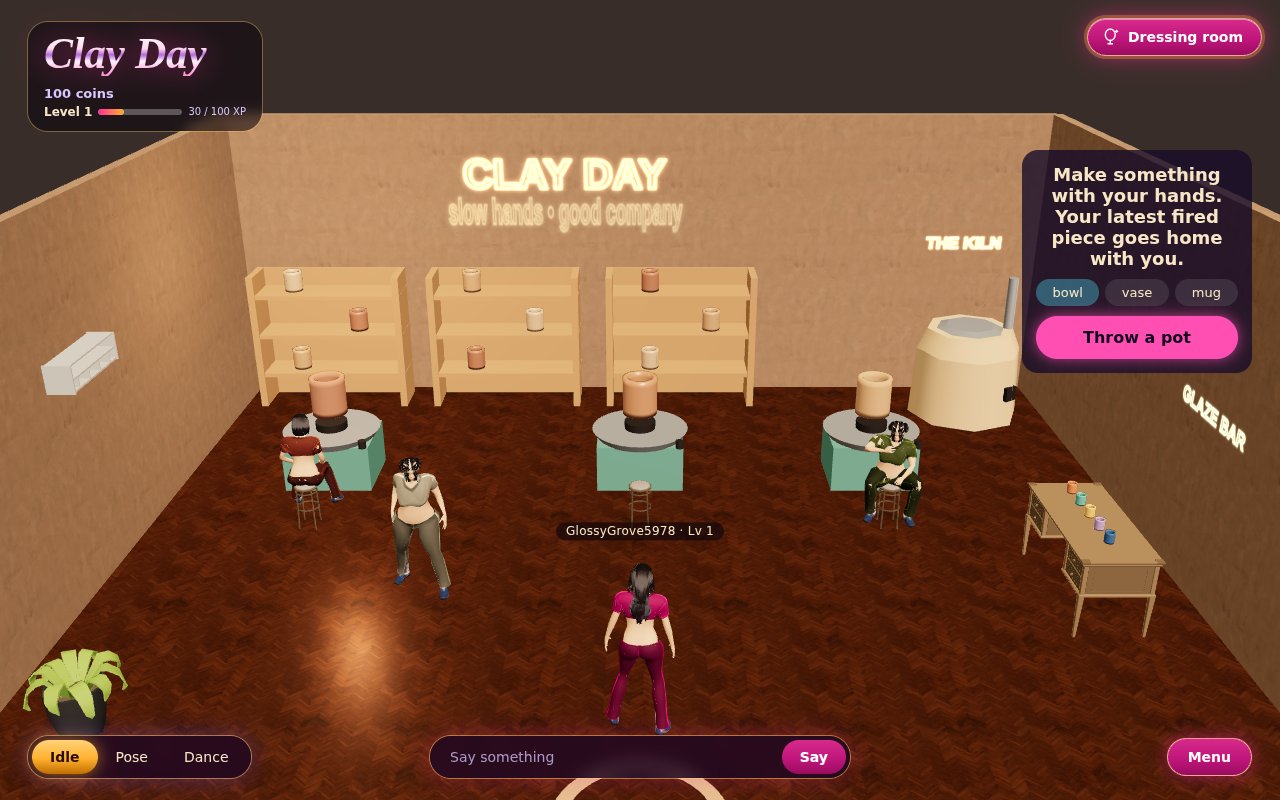 Clay Day
100 coins
Level 1
30 / 100 XP
Dressing room
CLAY DAY
slow hands • good company
THE KILN
Make something
with your hands.
Your latest fired
piece goes home
with you.
bowl
vase
mug
Throw a pot
GLAZE BAR
GlossyGrove5978 · Lv 1
Idle
Pose
Dance
Say something
Say
Menu